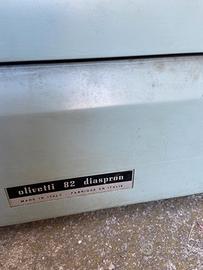 olivetti 82 diaspron
MADE IN ITALY - FABRIQUÉ EN ITALIE